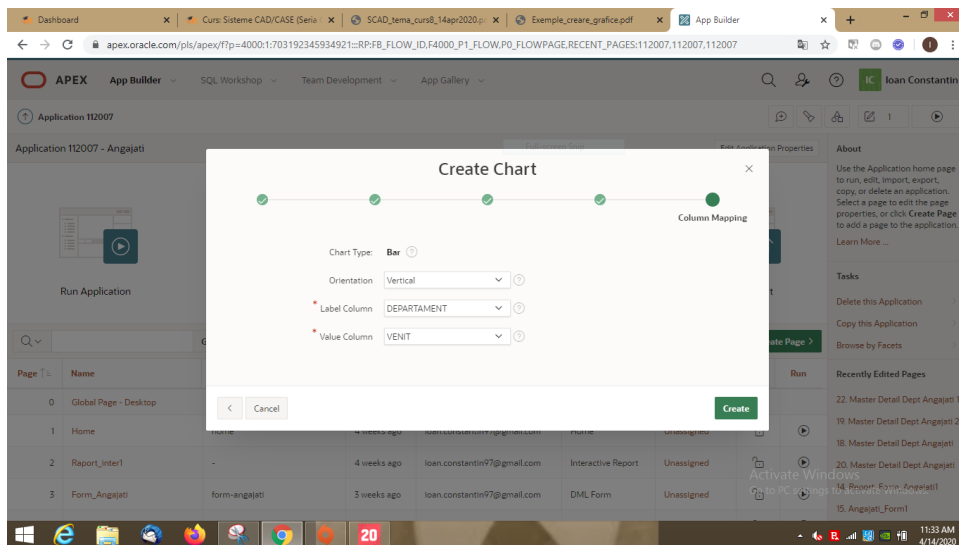 Dashboard
Curs: Sisteme CAD/CASE (Seria
SCAD_tema_curs8_14apr2020.p
Exemple_creare_grafice.pdf
App Builder
apex.oracle.com/pls/apex/f?p=4000:1:703192345934921:::RP:FB_FLOW_ID,F4000_P1_FLOW,P0_FLOWPAGE,RECENT_PAGES:112007,112007,112007
APEX App Builder SQL Workshop Team Development App Gallery IC Ioan Constantin
Application 112007 1
Application 112007 - Angajati Edit Application Properties About
Use the Application home page
to run, edit, import, export,
copy, or delete an application.
Select a page to edit the page
properties, or click Create Page
to add a page to the application.
Learn More ...
Create Chart
Column Mapping
Chart Type: Bar
Orientation Vertical
* Label Column DEPARTAMENT
* Value Column VENIT
Cancel Create
Run Application
Tasks
Delete this Application
Copy this Application
Browse by Facets
Create Page >
Page Name Run Recently Edited Pages
0 Global Page - Desktop 22. Master Detail Dept Angajati 1
1 Home home 4 weeks ago ioan.constantin97@gmail.com Home Unassigned 19. Master Detail Dept Angajati 2
18. Master Detail Dept Angajati
2 Raport_inter1 - 4 weeks ago ioan.constantin97@gmail.com Interactive Report Unassigned 20. Master Detail Dept Angajati
3 Form_Angajati form-angajati 3 weeks ago ioan.constantin97@gmail.com DML Form Unassigned
15. Angajati_Form1
Activate Windows
Go to PC settings to activate Windows.
20
11:33 AM
4/14/2020